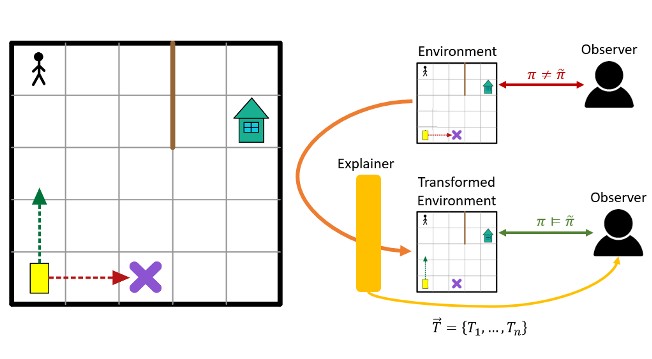 Environment
Observer
π ≠ π̃
Explainer
Transformed
Environment
Observer
π ⊨ π̃
T⃗ = {T₁, ..., Tₙ}